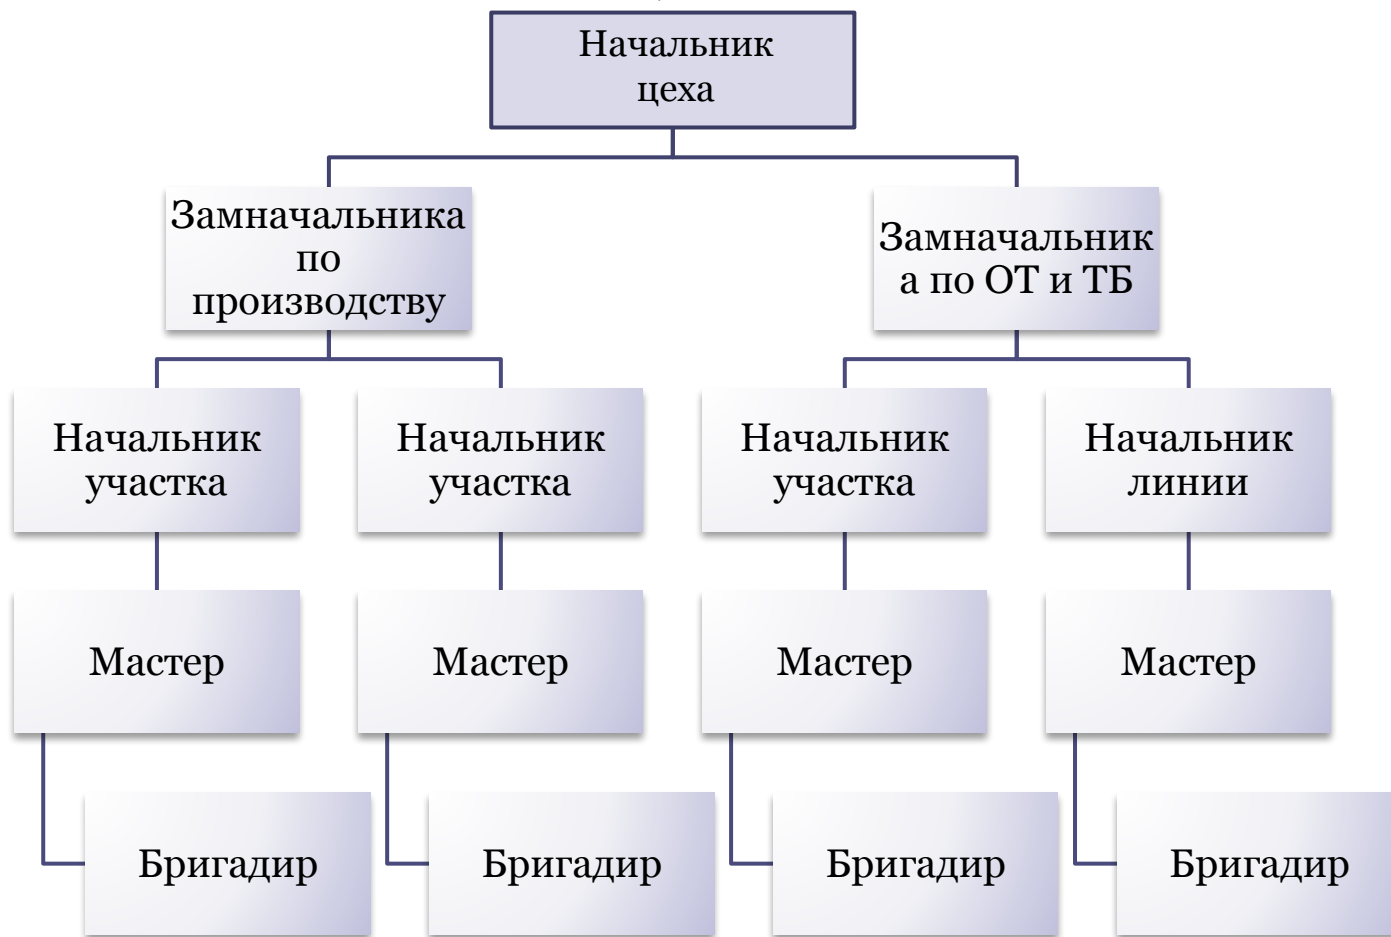 Начальник
цеха
Замначальника
по
производству
Замначальник
а по ОТ и ТБ
Начальник
участка
Начальник
участка
Начальник
участка
Начальник
линии
Мастер
Мастер
Мастер
Мастер
Бригадир
Бригадир
Бригадир
Бригадир